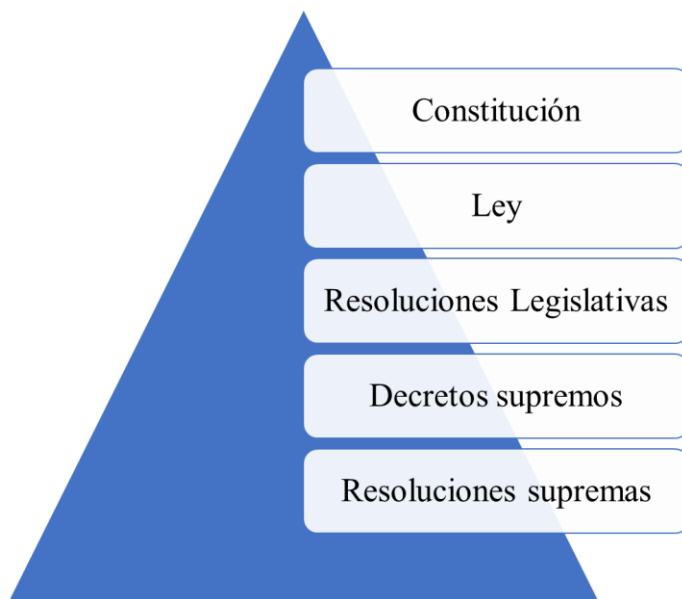 Constitución
Ley
Resoluciones Legislativas
Decretos supremos
Resoluciones supremas